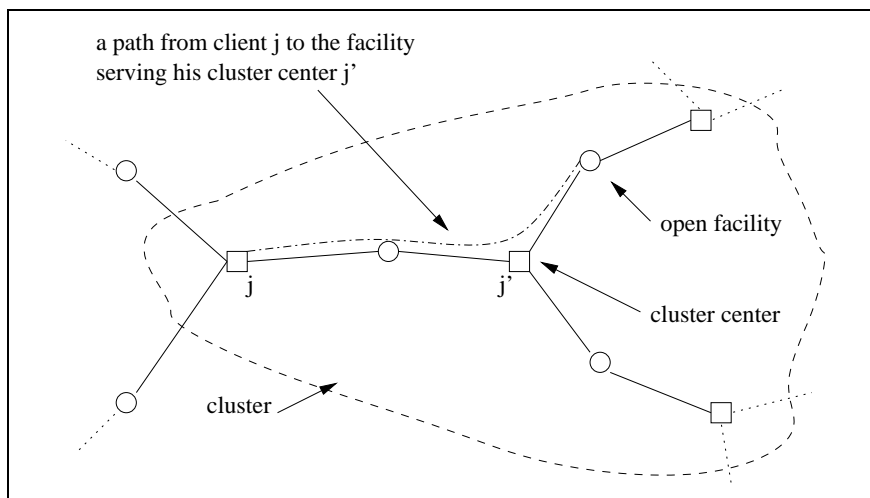 a path from client j to the facility
serving his cluster center j'
open facility
j
j'
cluster center
cluster